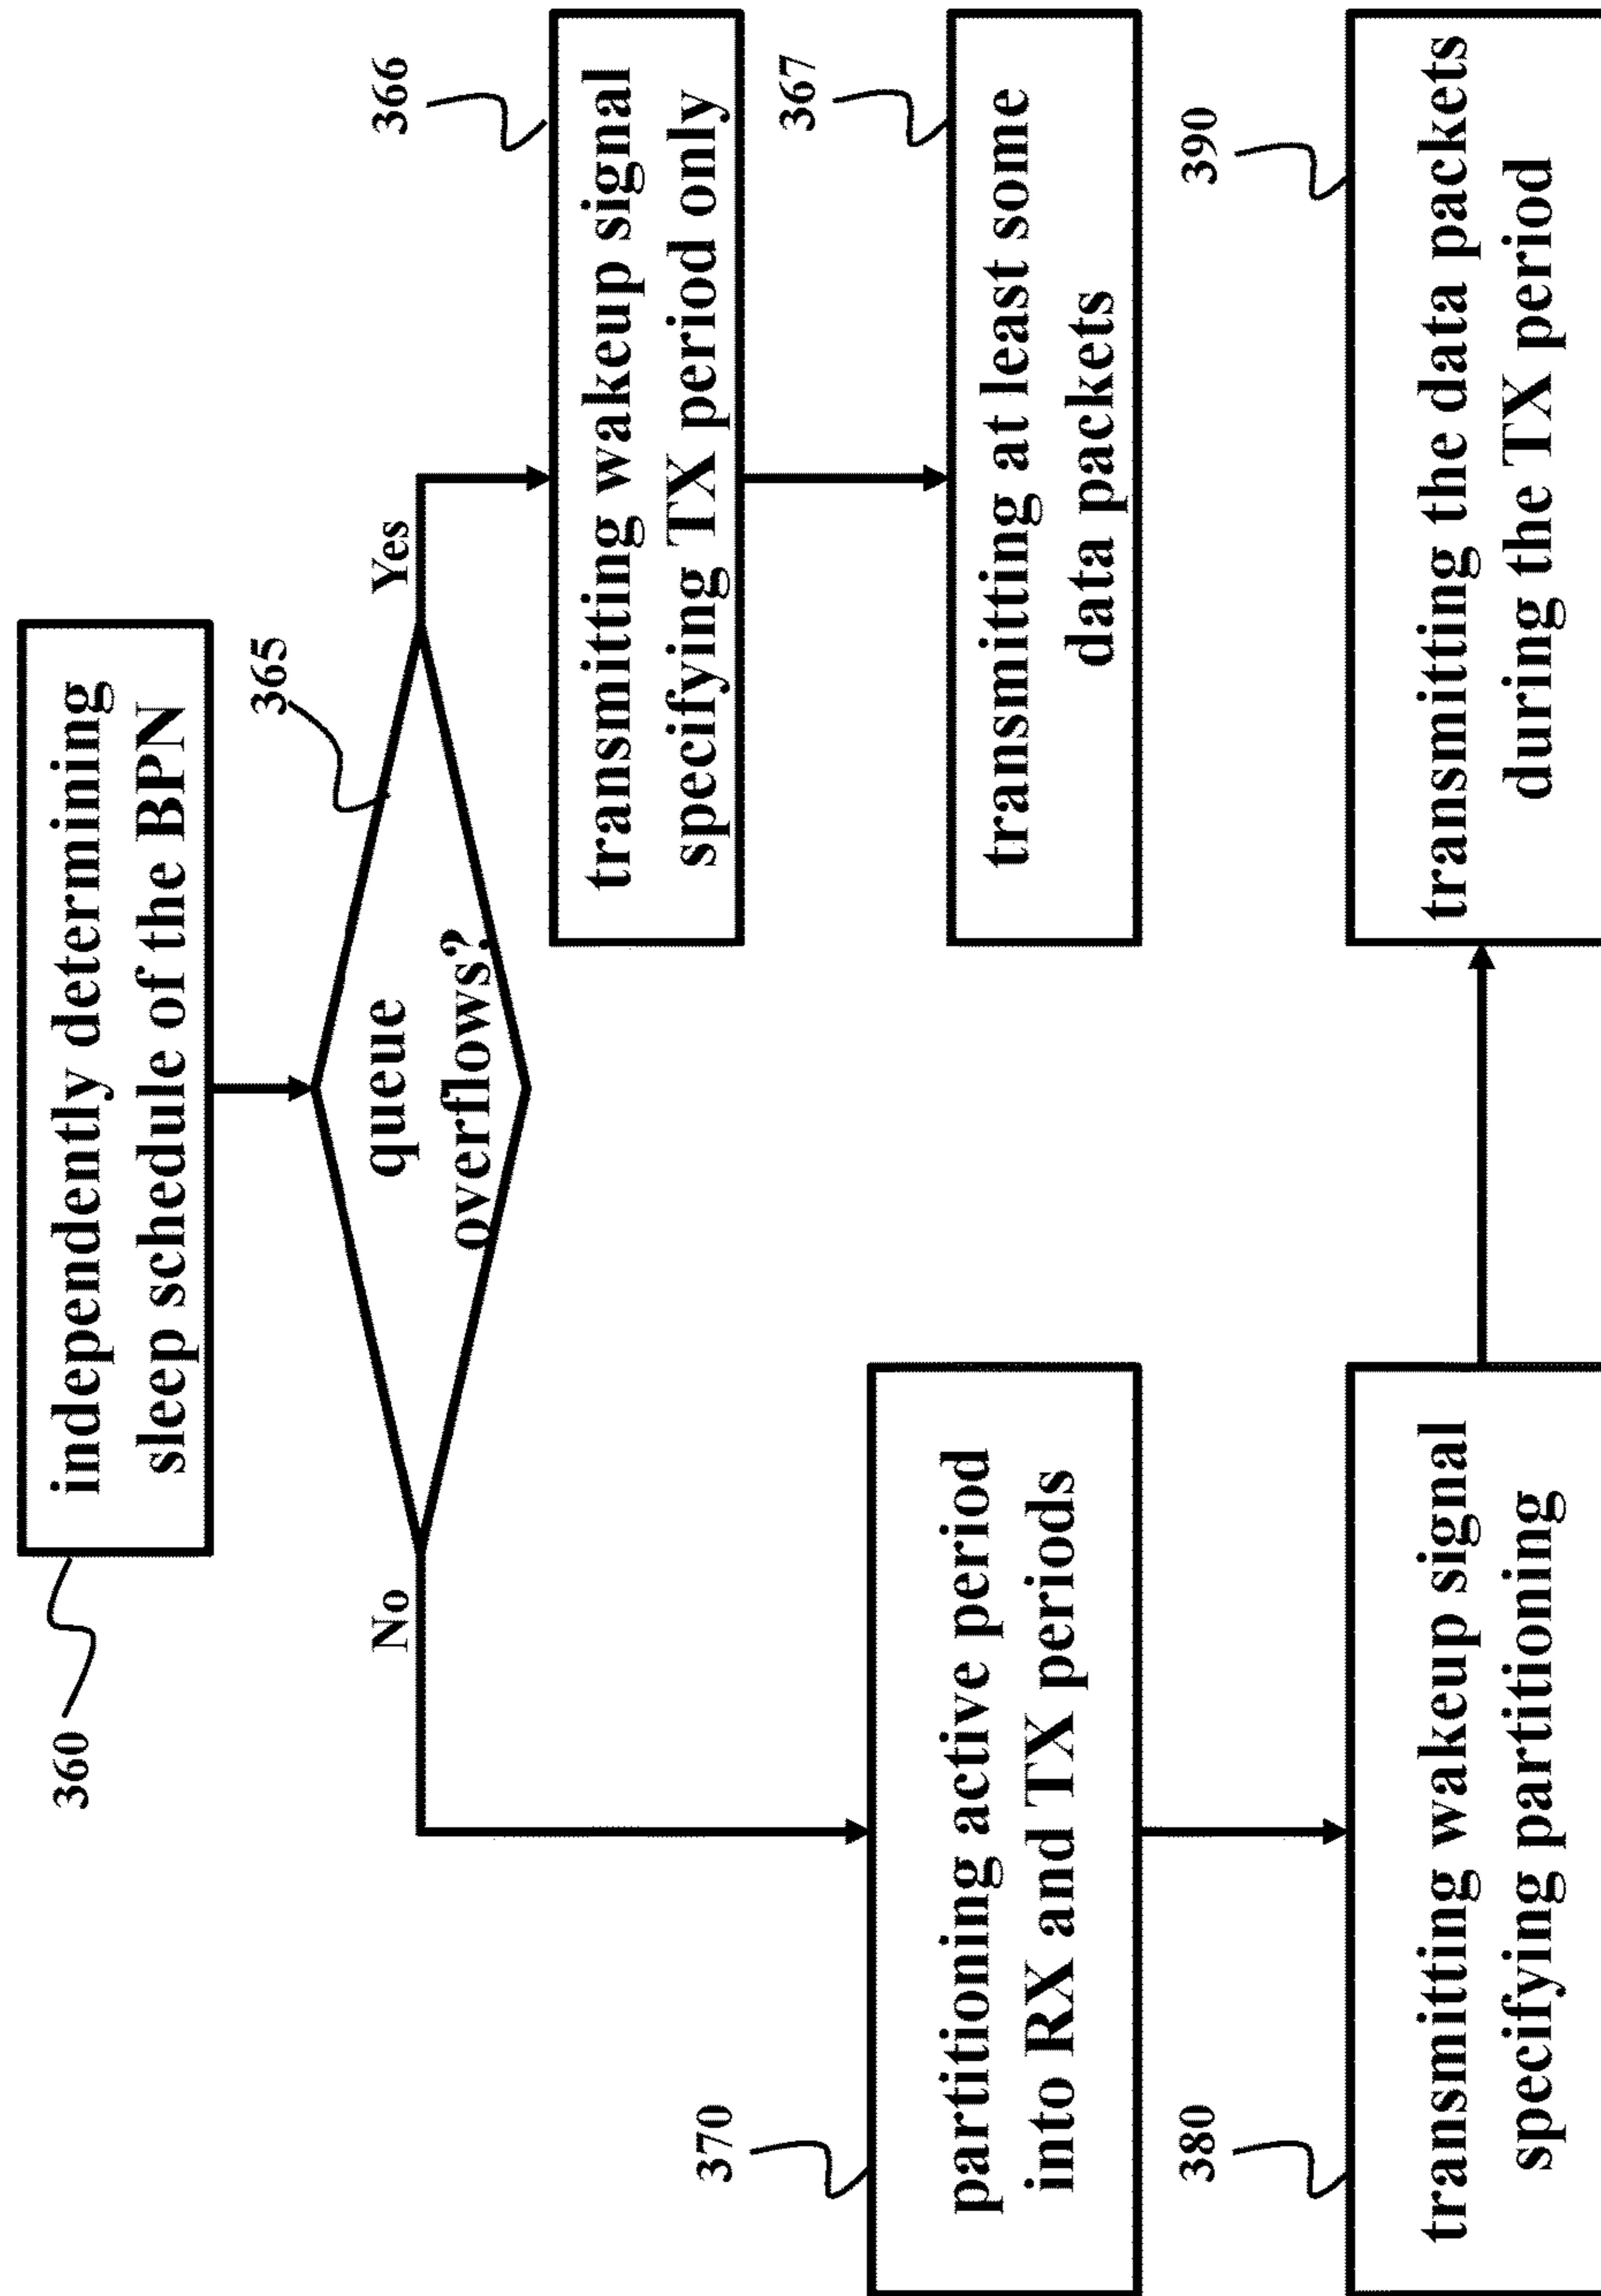 360
independently determining
sleep schedule of the BPN
365
queue
overflows?
Yes
No
366
transmitting wakeup signal
specifying TX period only
367
transmitting at least some
data packets
370
partitioning active period
into RX and TX periods
380
transmitting wakeup signal
specifying partitioning
390
transmitting the data packets
during the TX period